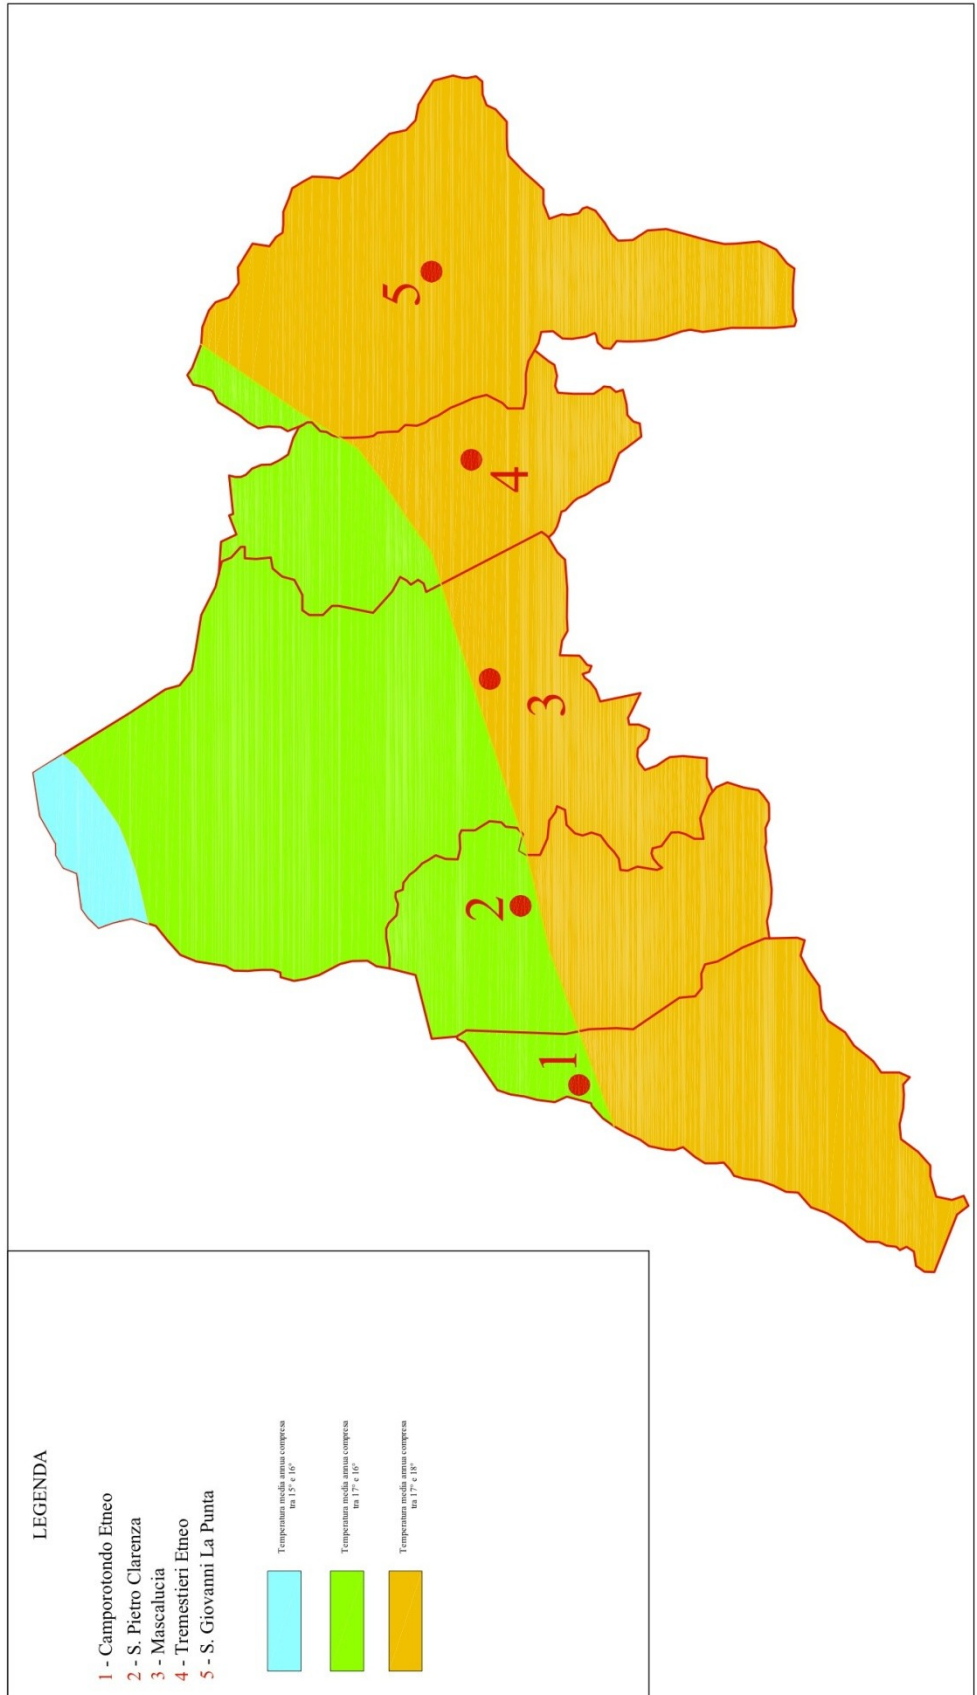 LEGENDA
1 - Camporotondo Etneo
2 - S. Pietro Clarenza
3 - Mascalucia
4 - Tremestieri Etneo
5 - S. Giovanni La Punta
Temperatura media annua compresa
tra 15° e 16°
Temperatura media annua compresa
tra 17° e 16°
Temperatura media annua compresa
tra 17° e 18°
1
2
3
4
5